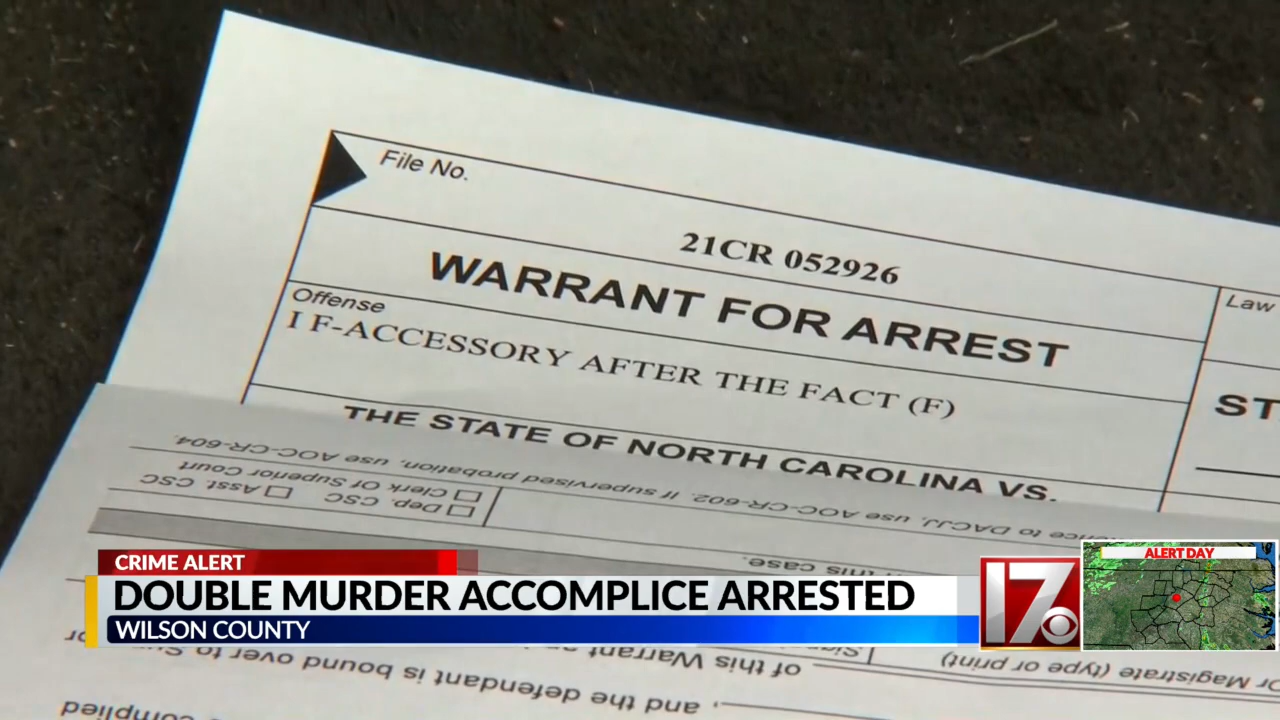 File No.
21CR 052926
WARRANT FOR ARREST
Law
Offense
I F-ACCESSORY AFTER THE FACT (F)
ST
THE STATE OF NORTH CAROLINA VS.
to DACJJ, use AOC-CR-602. If supervised probation, use AOC-CR-604.
Dep. CSC Asst. CSC Clerk Of Superior Court
this case.
CRIME ALERT
DOUBLE MURDER ACCOMPLICE ARRESTED
WILSON COUNTY
17
ALERT DAY
of this Warrant
Or Magistrate (type or print)
, and the defendant is bound over to
complied